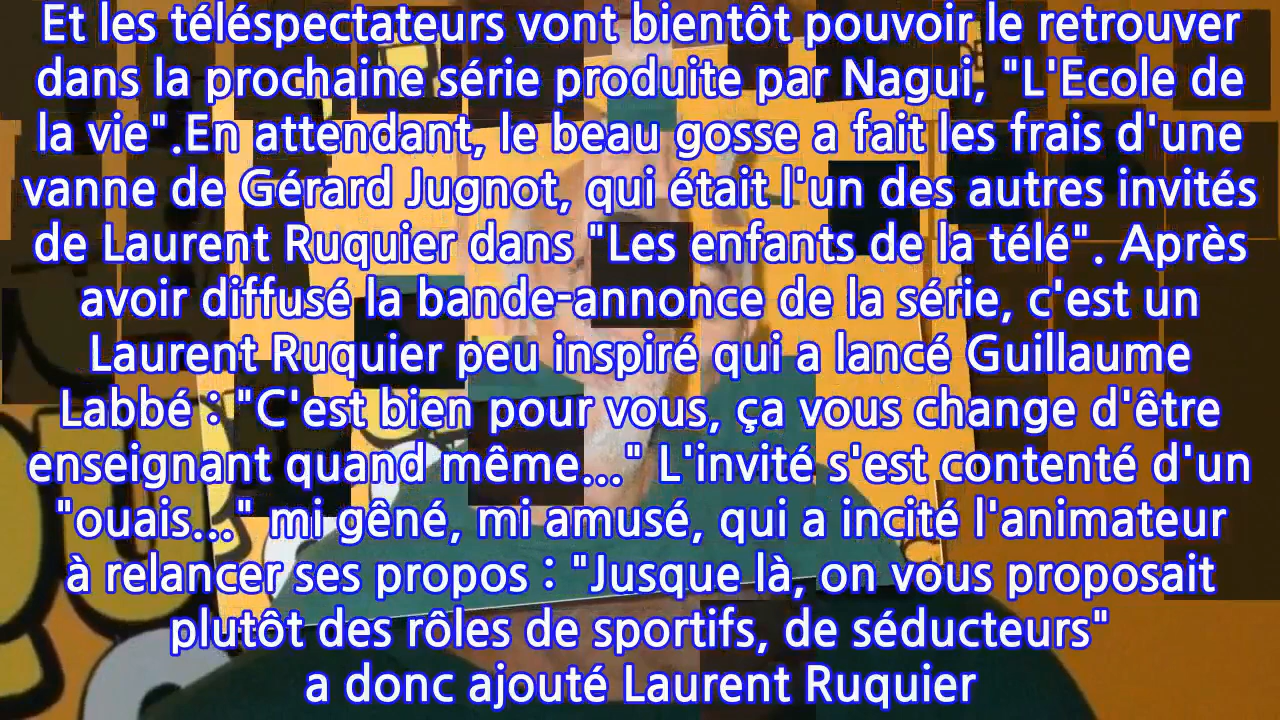 Et les téléspectateurs vont bientôt pouvoir le retrouver
dans la prochaine série produite par Nagui, "L'Ecole de
la vie" .En attendant, le beau gosse a fait les frais d'une
vanne de Gérard Jugnot, qui était l'un des autres invités
de Laurent Ruquier dans "Les enfants de la télé" . Après
avoir diffusé la bande-annonce de la série, c'est un
Laurent Ruquier peu inspiré qui a lancé Guillaume
Labbé : "C'est bien pour vous, ça vous change d'être
enseignant quand même..." L'invité s'est contenté d'un
"ouais..." mi gêné, mi amusé, qui a incité l'animateur
à relancer ses propos : "Jusque là, on vous proposait
plutôt des rôles de sportifs, de séducteurs"
a donc ajouté Laurent Ruquier